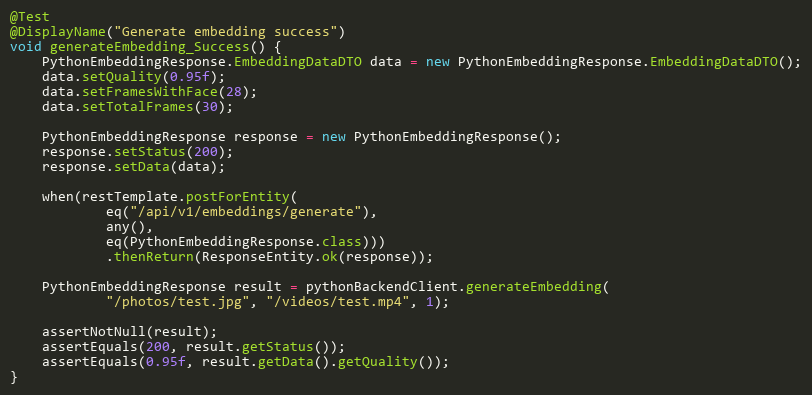 @Test
@DisplayName("Generate embedding success")
void generateEmbedding_Success() {
    PythonEmbeddingResponse.EmbeddingDataDTO data = new PythonEmbeddingResponse.EmbeddingDataDTO();
    data.setQuality(0.95f);
    data.setFramesWithFace(28);
    data.setTotalFrames(30);

    PythonEmbeddingResponse response = new PythonEmbeddingResponse();
    response.setStatus(200);
    response.setData(data);

    when(restTemplate.postForEntity(
            eq("/api/v1/embeddings/generate"),
            any(),
            eq(PythonEmbeddingResponse.class)))
            .thenReturn(ResponseEntity.ok(response));

    PythonEmbeddingResponse result = pythonBackendClient.generateEmbedding(
            "/photos/test.jpg", "/videos/test.mp4", 1);

    assertNotNull(result);
    assertEquals(200, result.getStatus());
    assertEquals(0.95f, result.getData().getQuality());
}